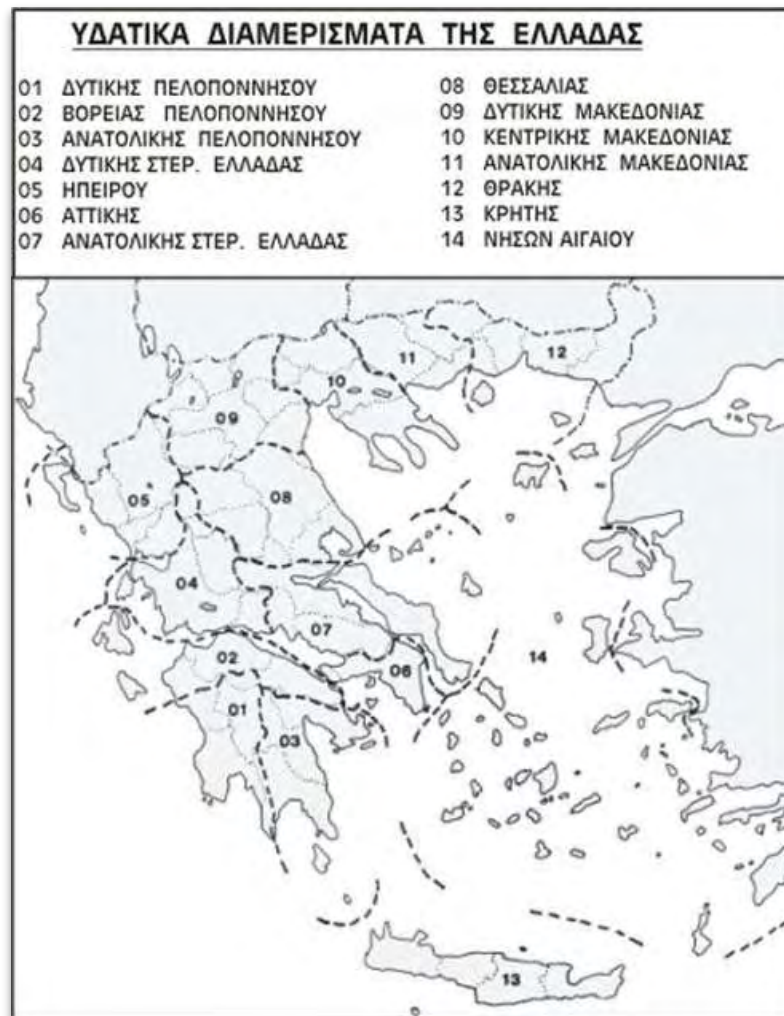 ΥΔΑΤΙΚΑ ΔΙΑΜΕΡΙΣΜΑΤΑ ΤΗΣ ΕΛΛΑΔΑΣ
01 ΔΥΤΙΚΗΣ ΠΕΛΟΠΟΝΝΗΣΟΥ
02 ΒΟΡΕΙΑΣ ΠΕΛΟΠΟΝΝΗΣΟΥ
03 ΑΝΑΤΟΛΙΚΗΣ ΠΕΛΟΠΟΝΝΗΣΟΥ
04 ΔΥΤΙΚΗΣ ΣΤΕΡ. ΕΛΛΑΔΑΣ
05 ΗΠΕΙΡΟΥ
06 ΑΤΤΙΚΗΣ
07 ΑΝΑΤΟΛΙΚΗΣ ΣΤΕΡ. ΕΛΛΑΔΑΣ
08 ΘΕΣΣΑΛΙΑΣ
09 ΔΥΤΙΚΗΣ ΜΑΚΕΔΟΝΙΑΣ
10 ΚΕΝΤΡΙΚΗΣ ΜΑΚΕΔΟΝΙΑΣ
11 ΑΝΑΤΟΛΙΚΗΣ ΜΑΚΕΔΟΝΙΑΣ
12 ΘΡΑΚΗΣ
13 ΚΡΗΤΗΣ
14 ΝΗΣΩΝ ΑΙΓΑΙΟΥ
12
11
10
09
08
05
04
07
02
06
14
01
03
13